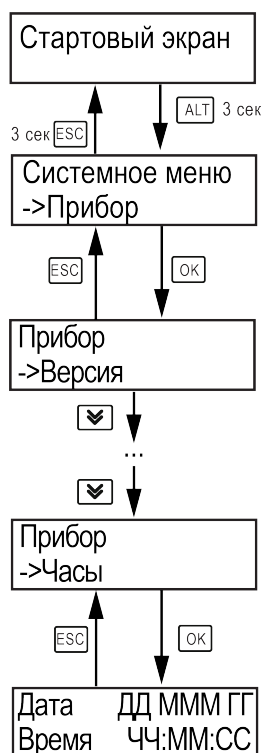 Стартовый экран
3 сек ESC ALT 3 сек
Системное меню
->Прибор
ESC OK
Прибор
->Версия
...
Прибор
->Часы
ESC OK
Дата ДД МММ ГГ
Время ЧЧ:ММ:СС